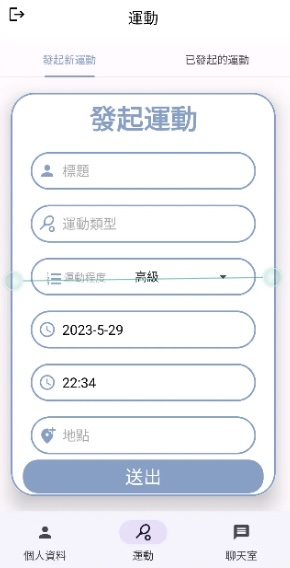 運動
發起新運動
已發起的運動
發起運動
標題
運動類型
運動程度 高級
2023-5-29
22:34
地點
送出
個人資料
運動
聊天室